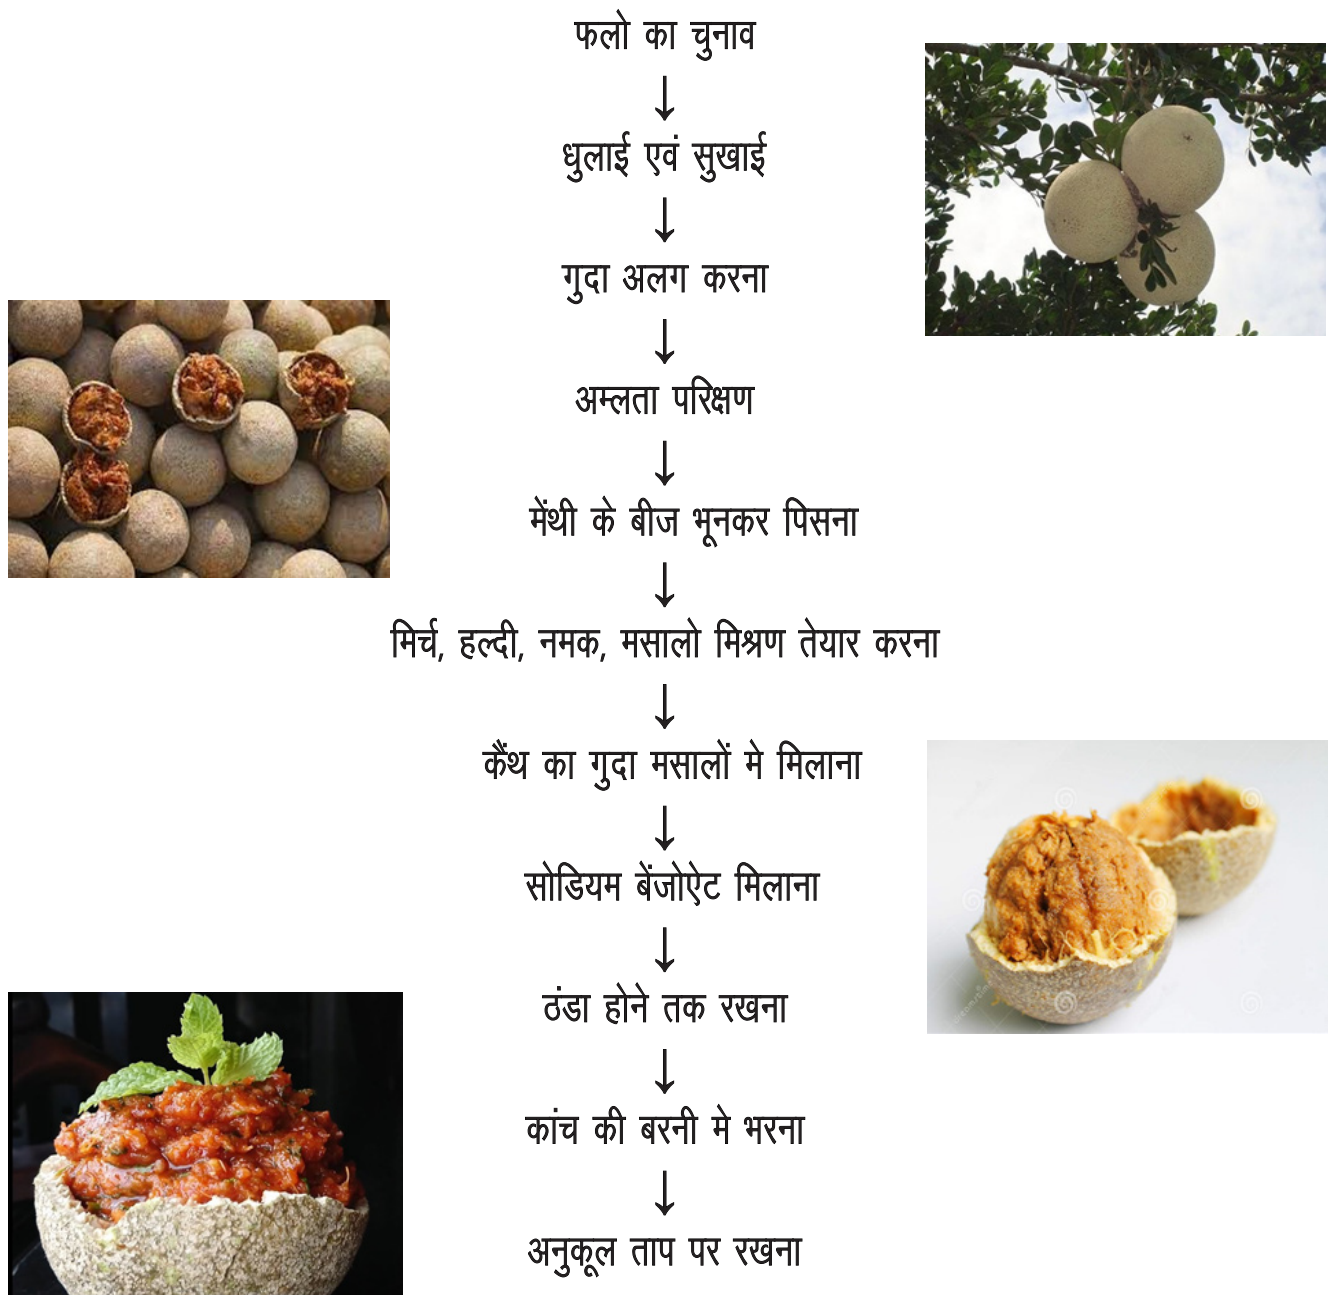 फलो का चुनाव
↓
धुलाई एवं सुखाई
↓
गुदा अलग करना
↓
अम्लता परिक्षण
↓
मेंथी के बीज भूनकर पिसना
↓
मिर्च, हल्दी, नमक, मसालो मिश्रण तेयार करना
↓
कैंथ का गुदा मसालों मे मिलाना
↓
सोडियम बेंजोऐट मिलाना
↓
ठंडा होने तक रखना
↓
कांच की बरनी मे भरना
↓
अनुकूल ताप पर रखना